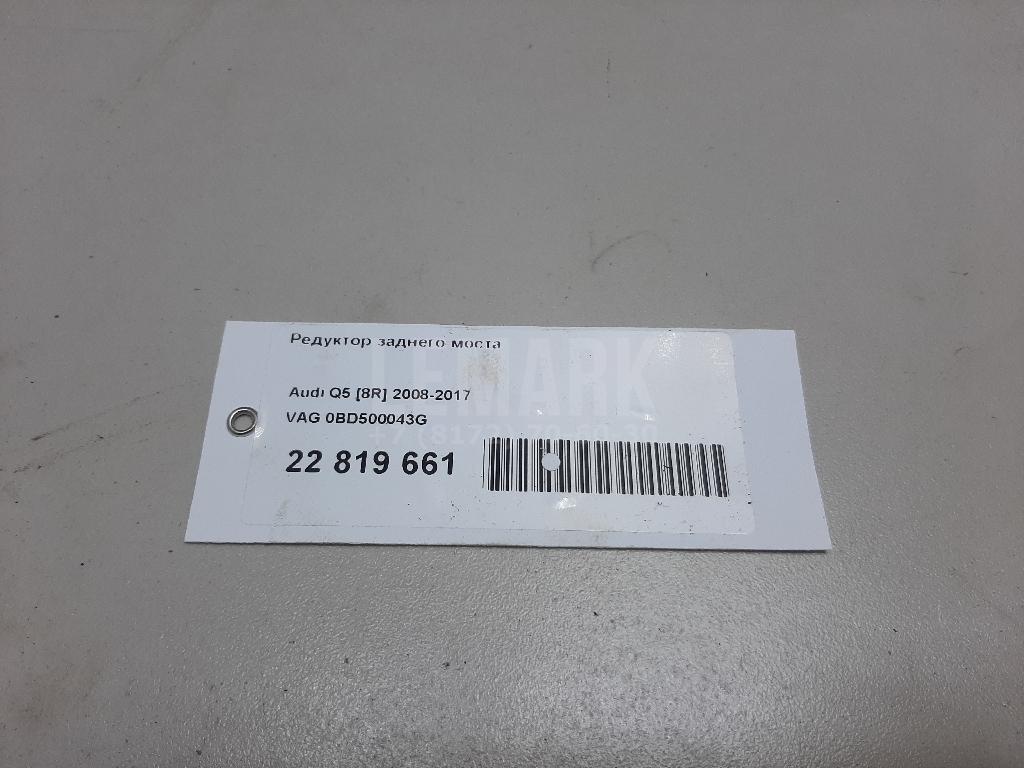 Редуктор заднего моста
LEMARK
Audi Q5 [8R] 2008-2017
VAG 0BD500043G
22 819 661